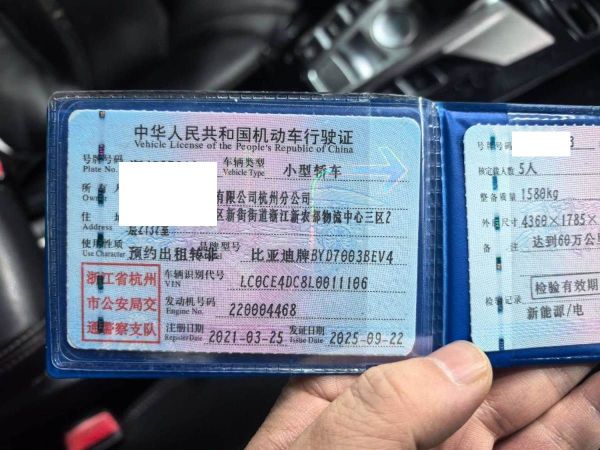 中华人民共和国机动车行驶证
Vehicle License of the People's Republic of China
号牌号码
Plate No.
车辆类型
Vehicle Type
小型轿车
所有人
Owner
有限公司杭州分公司
住址
Address
区新街街道浙江新农都物流中心三区2
使用性质
Use Character
预约出租转非
品牌型号
比亚迪牌BYD7003BEV4
浙江省杭州
市公安局交
通警察支队
车辆识别代号
VIN
LC0CE4DC8L0011106
发动机号码
Engine No.
220004468
注册日期
Register Date
2021-03-25
发证日期
Issue Date
2025-09-22
号牌号码
核定载人数 5人
整备质量 1580kg
外廓尺寸 4360×1785×
备注 达到60万公里
检验有效期
检验记录
新能源/电